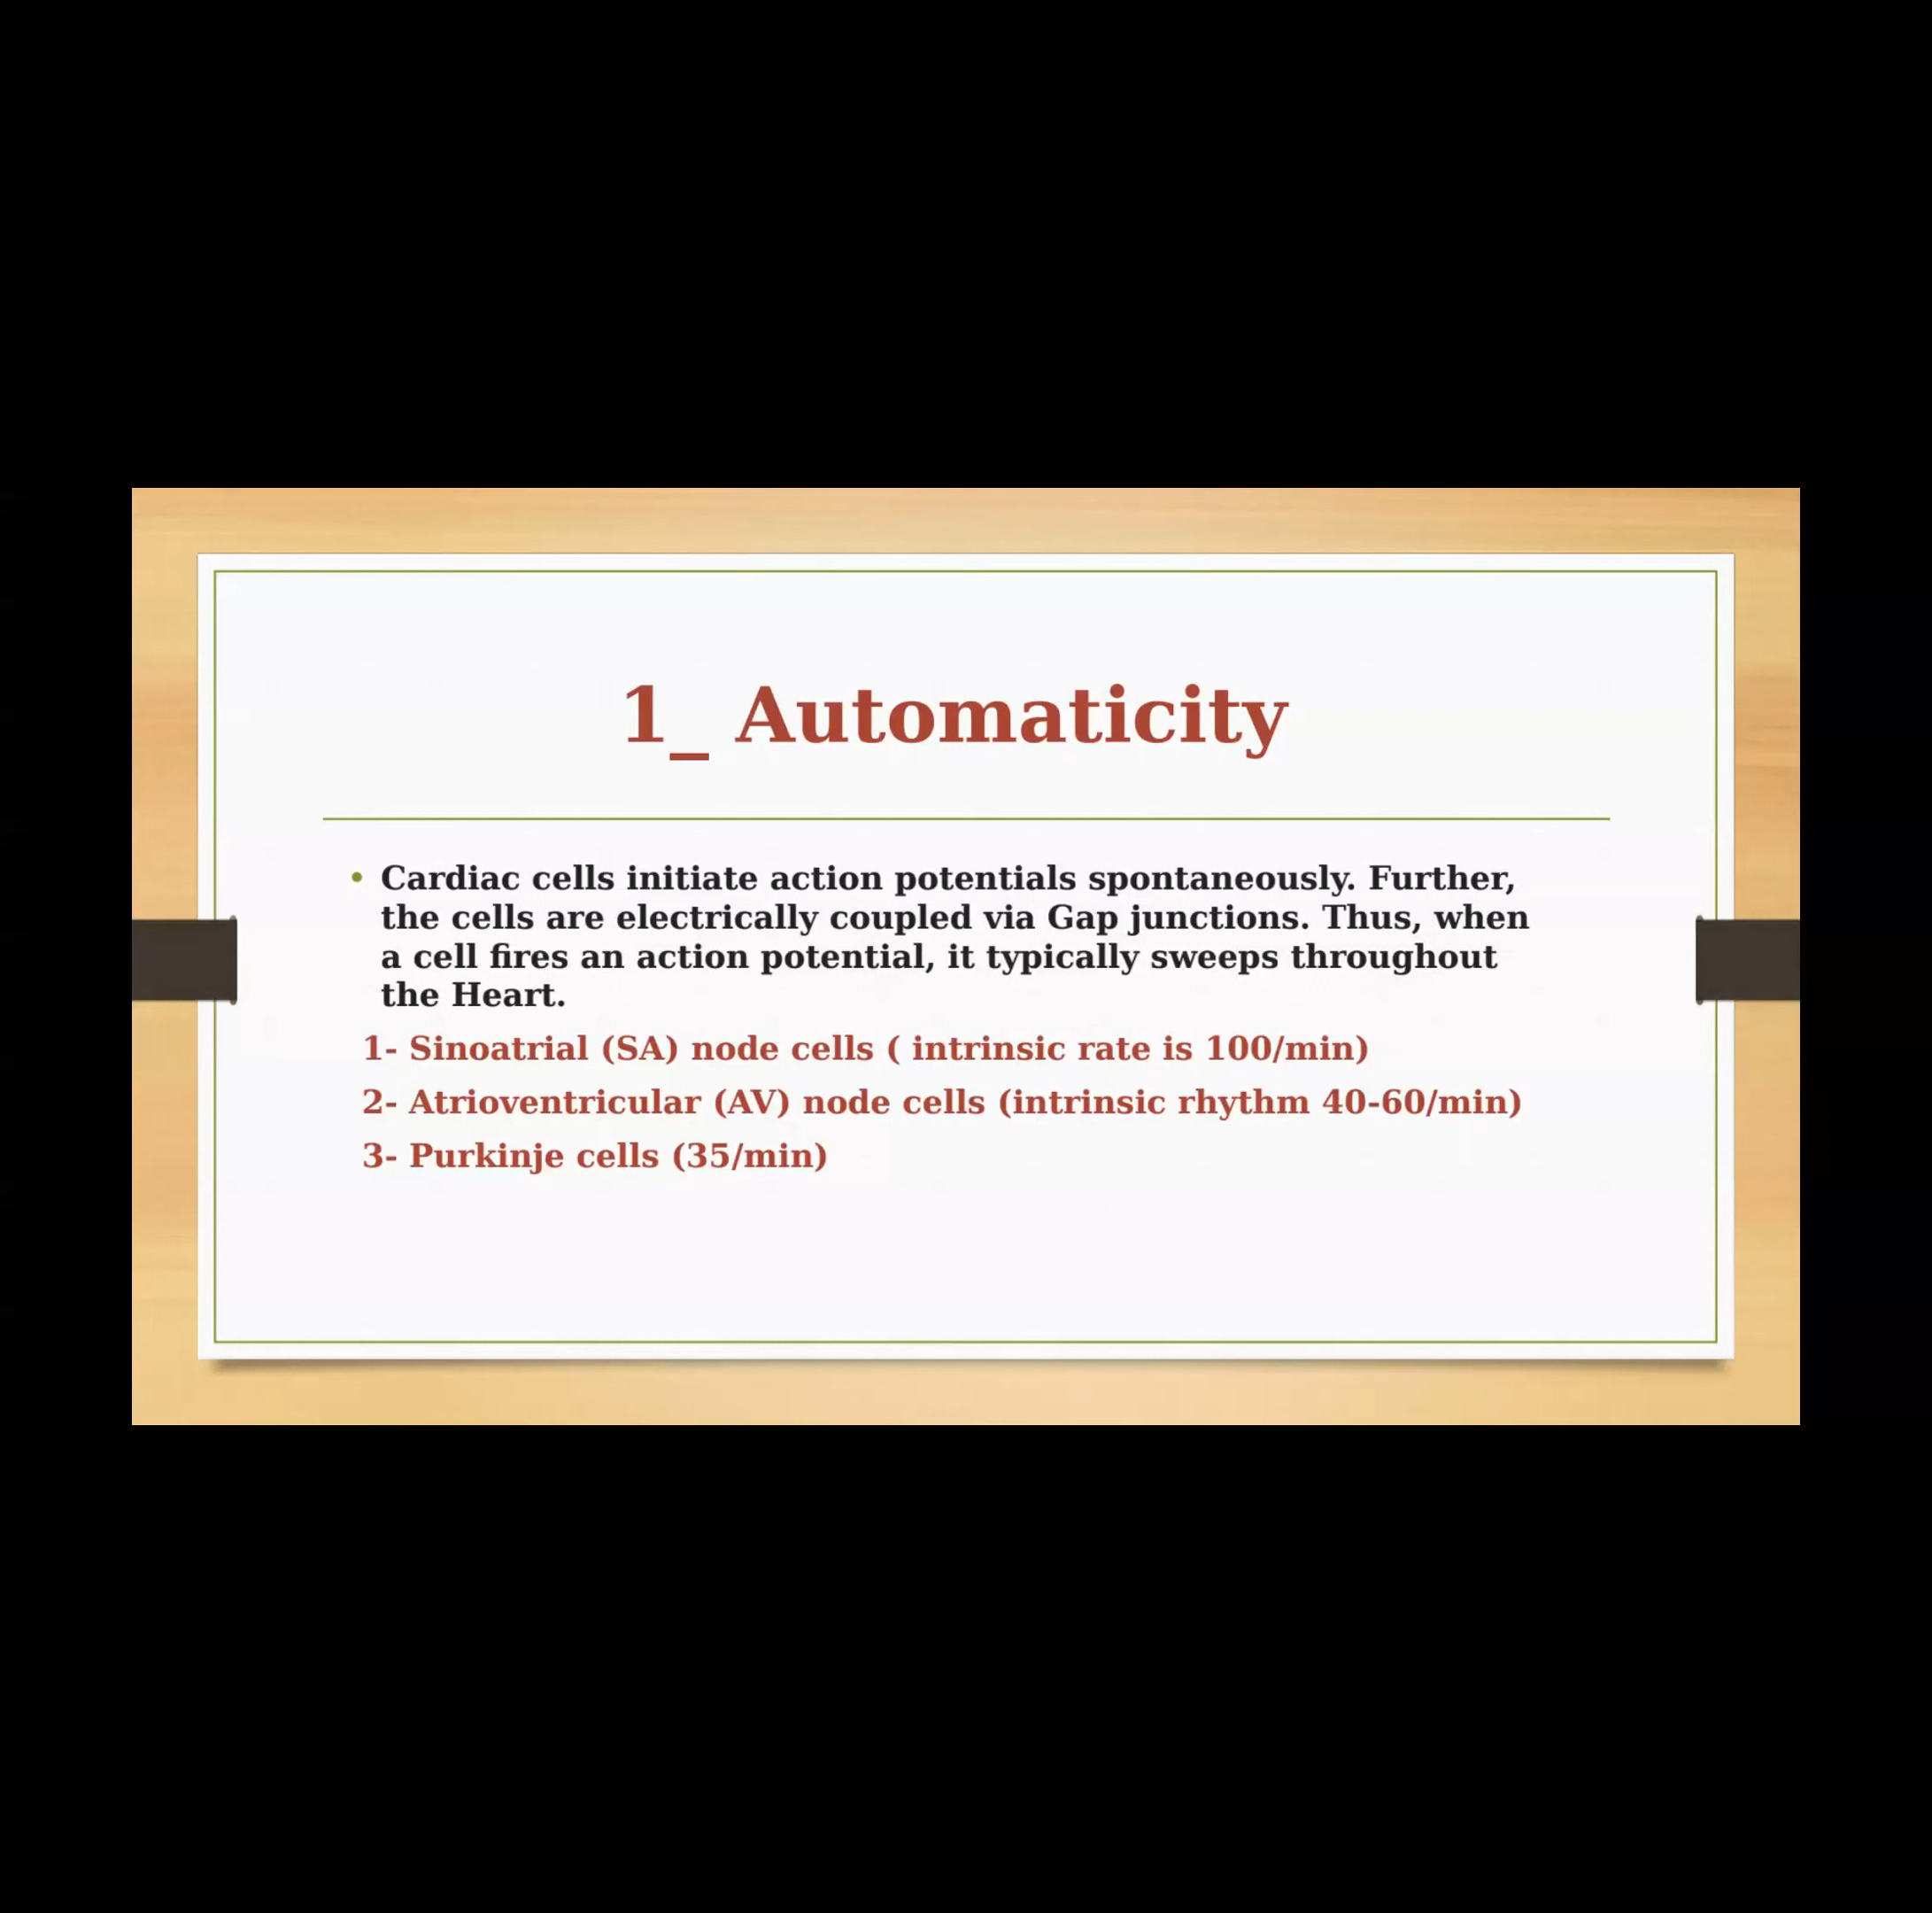 1_ Automaticity
• Cardiac cells initiate action potentials spontaneously. Further,
the cells are electrically coupled via Gap junctions. Thus, when
a cell fires an action potential, it typically sweeps throughout
the Heart.
1- Sinoatrial (SA) node cells ( intrinsic rate is 100/min)
2- Atrioventricular (AV) node cells (intrinsic rhythm 40-60/min)
3- Purkinje cells (35/min)